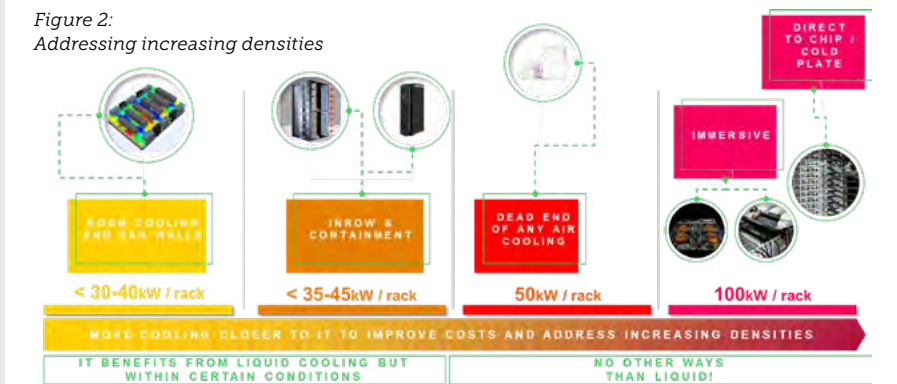 Figure 2:
Addressing increasing densities
ROOM COOLING
AND FAN WALLS
INROW &
CONTAINMENT
DEAD END
OF ANY AIR
COOLING
IMMERSIVE
DIRECT
TO CHIP /
COLD
PLATE
< 30-40kW / rack
< 35-45kW / rack
50kW / rack
100kW / rack
MOVE COOLING CLOSER TO IT TO IMPROVE COSTS AND ADDRESS INCREASING DENSITIES
IT BENEFITS FROM LIQUID COOLING BUT
WITHIN CERTAIN CONDITIONS
NO OTHER WAYS
THAN LIQUID!